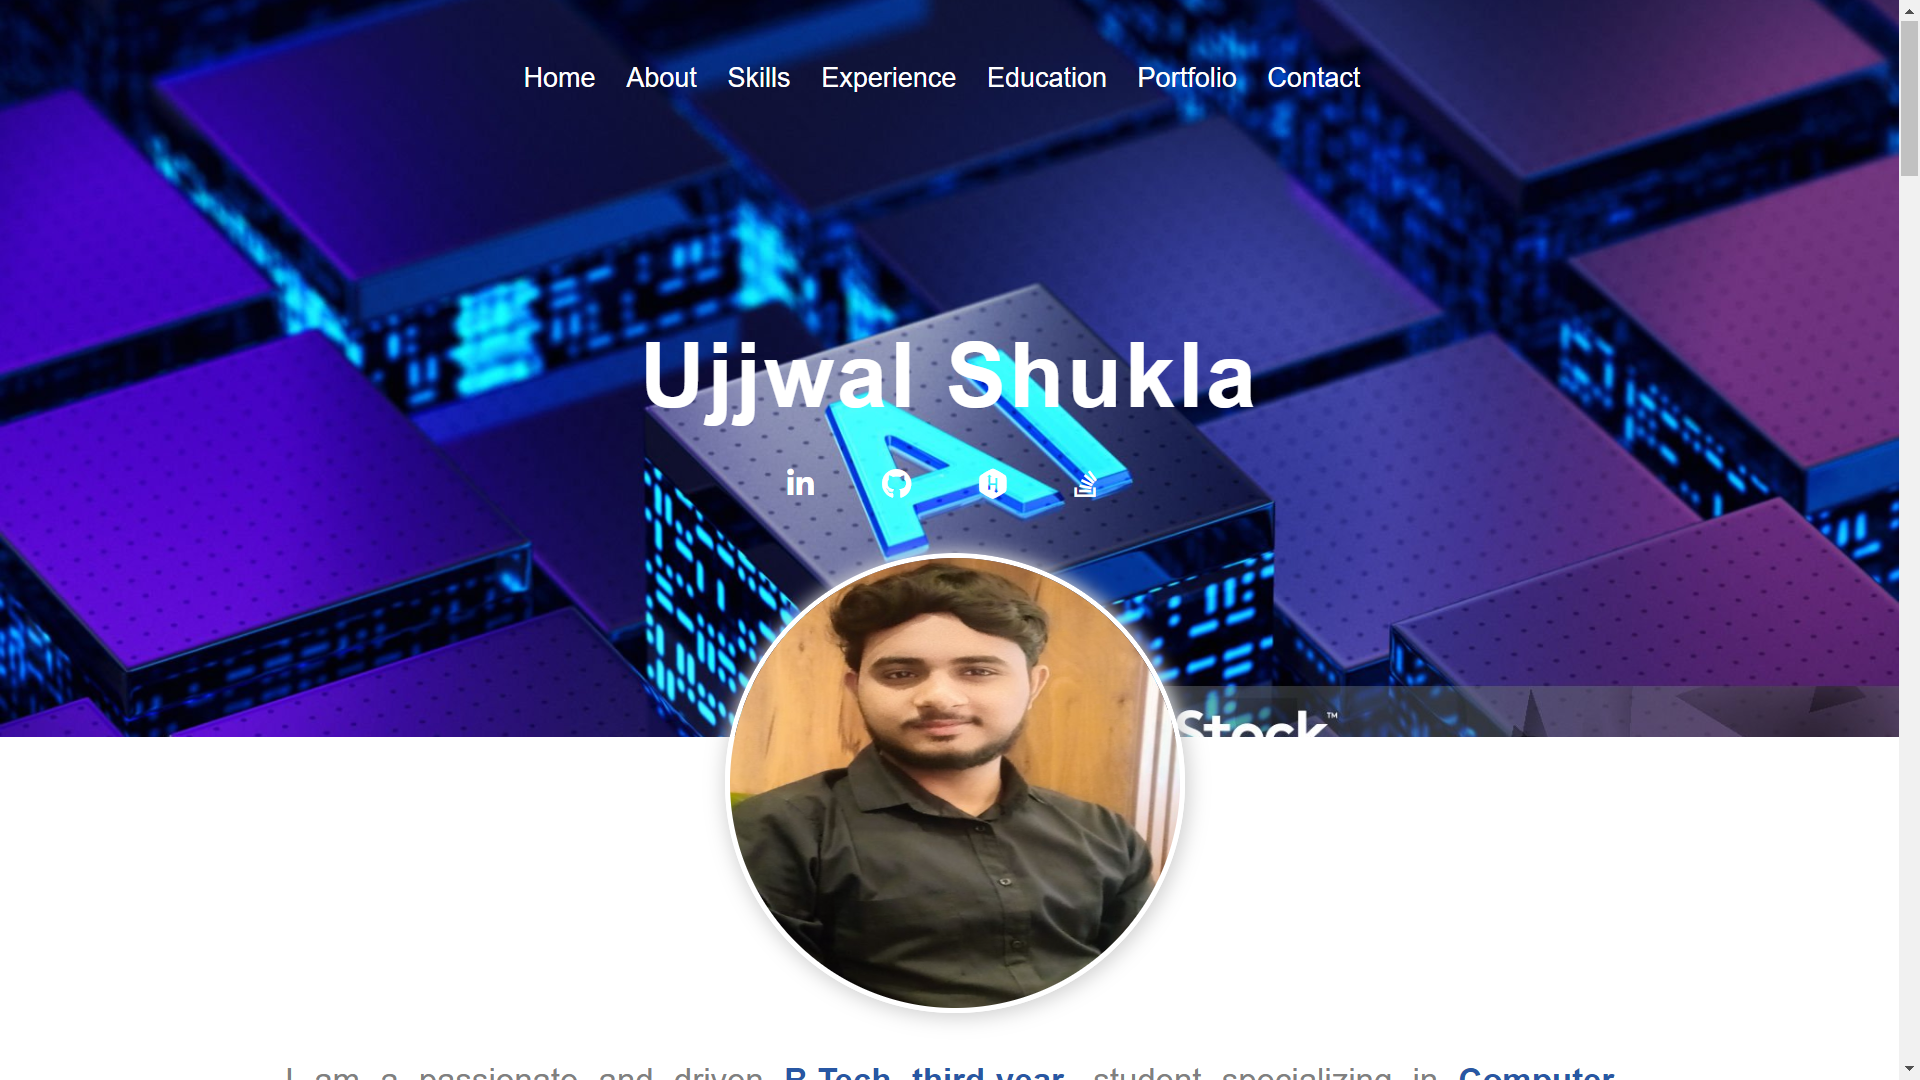 Home About Skills Experience Education Portfolio Contact
Ujjwal Shukla
AI
in
H
Stock™
I am a passionate and driven B.Tech third-year student specializing in Computer